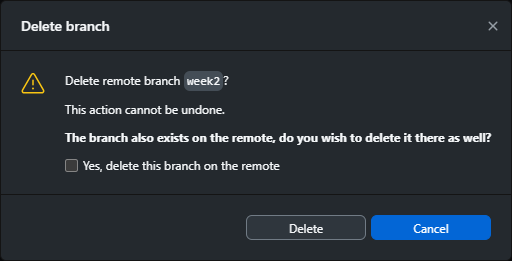 Delete branch
Delete remote branch week2?
This action cannot be undone.
The branch also exists on the remote, do you wish to delete it there as well?
Yes, delete this branch on the remote
Delete
Cancel